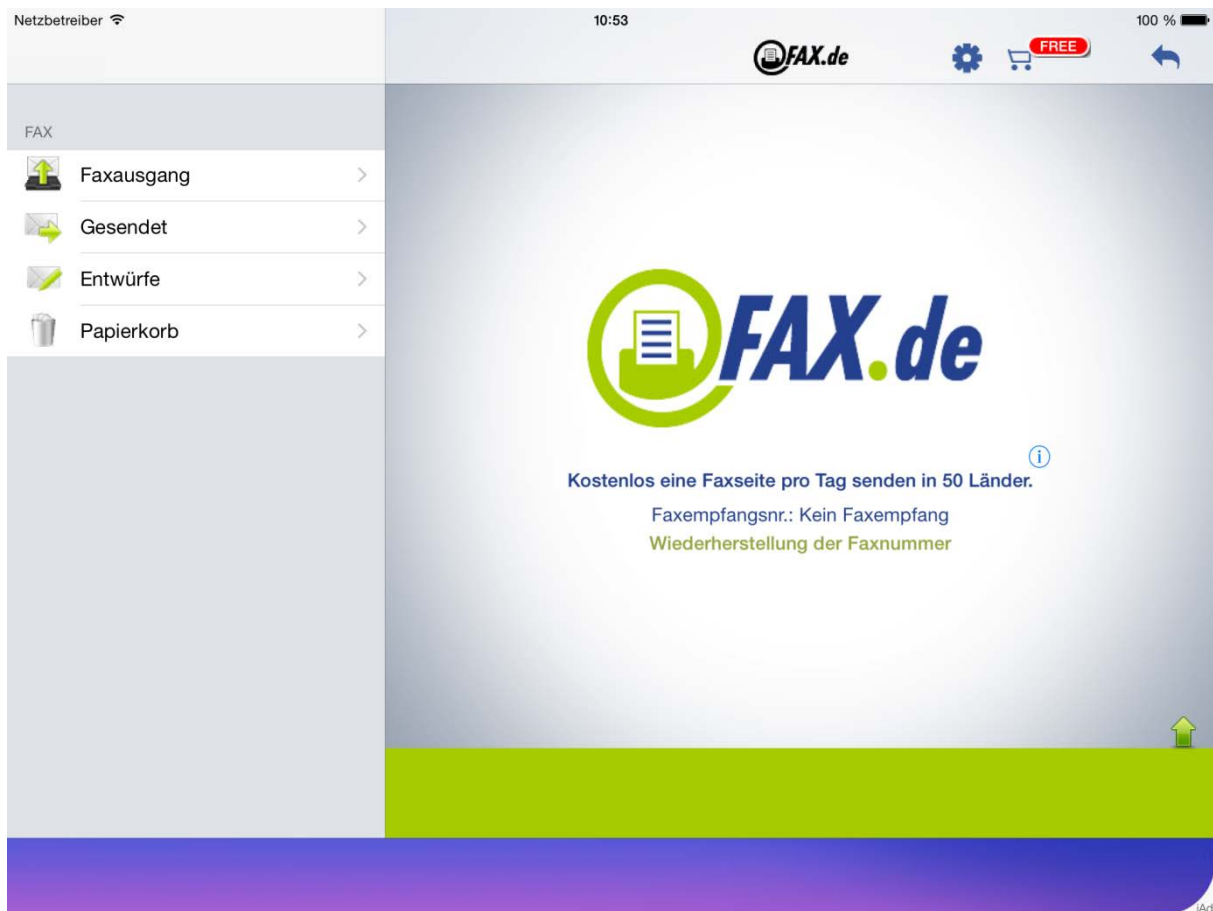 Netzbetreiber 10:53 100 %
FAX.de FREE
FAX
Faxausgang
Gesendet
Entwürfe
Papierkorb
FAX.de
i
Kostenlos eine Faxseite pro Tag senden in 50 Länder.
Faxempfangsnr.: Kein Faxempfang
Wiederherstellung der Faxnummer
iAd